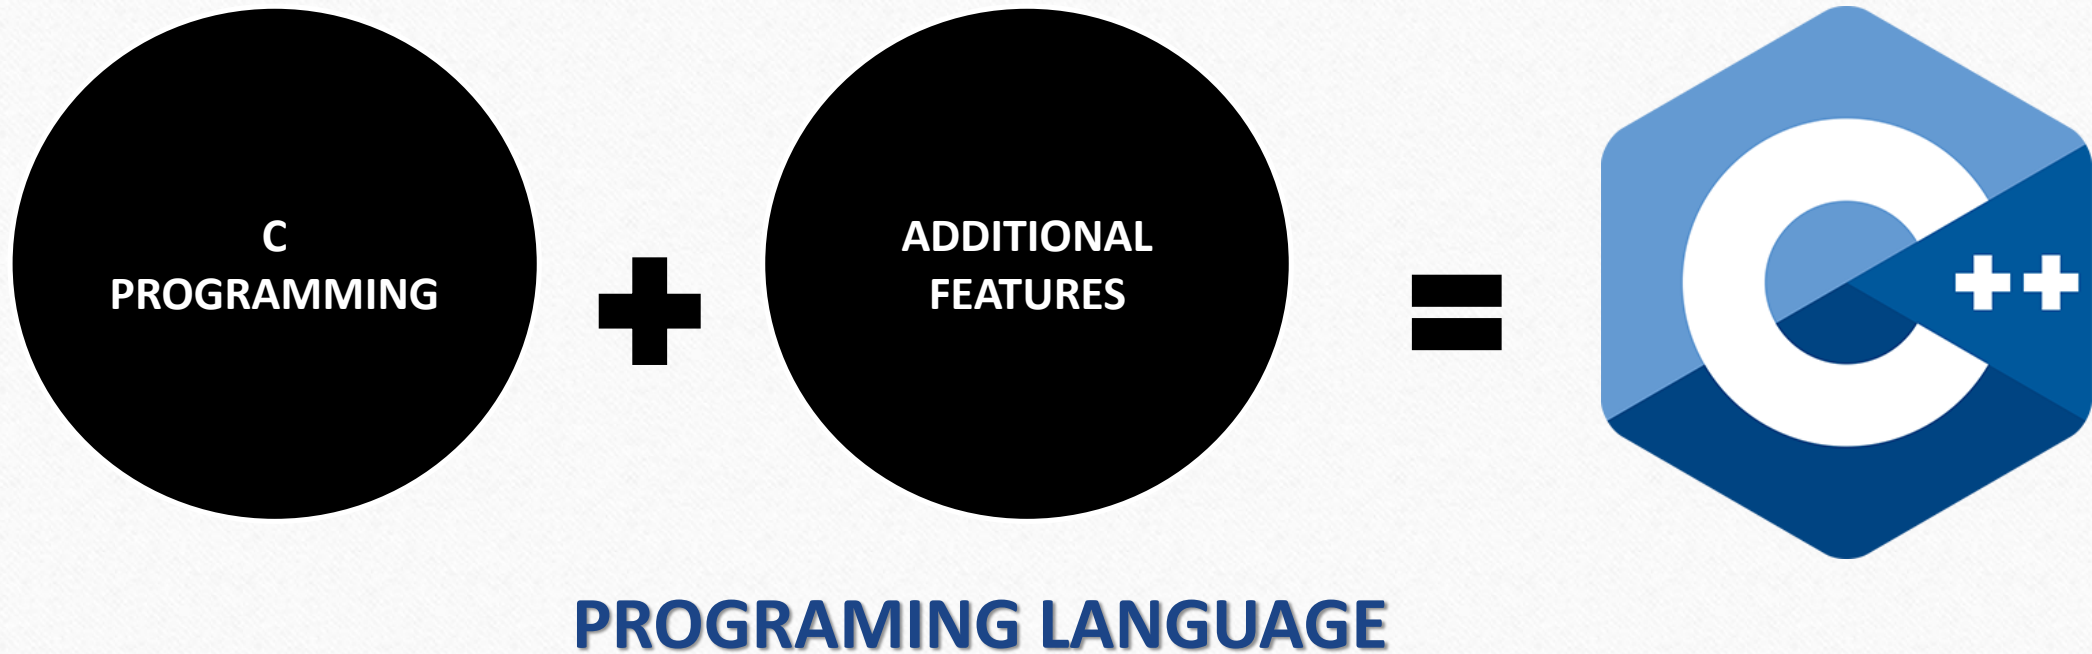 C
PROGRAMMING
+
ADDITIONAL
FEATURES
=
C++
PROGRAMING LANGUAGE